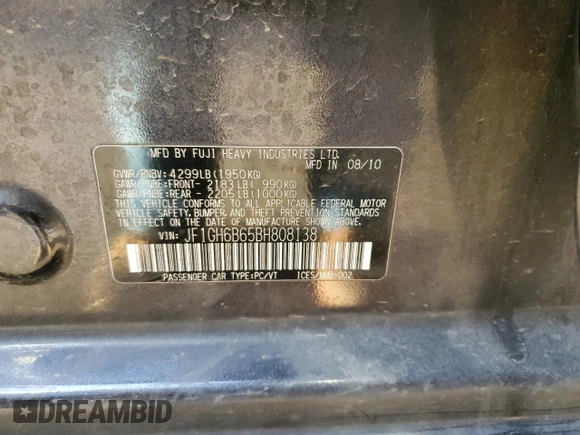 MFD BY FUJI HEAVY INDUSTRIES LTD.
MFD IN 08/10
GVWR/PNBV: 4299LB(1950KG)
GAWR/PNBE:FRONT- 2183LB( 990KG)
GAWR/PNBE:REAR - 2205LB(1000KG)
THIS VEHICLE CONFORMS TO ALL APPLICABLE FEDERAL MOTOR
VEHICLE SAFETY, BUMPER, AND THEFT PREVENTION STANDARDS
IN EFFECT ON THE DATE OF MANUFACTURE SHOWN ABOVE.
VIN: JF1GH6B65BH808138
PASSENGER CAR TYPE:PC/VT ICES/NMB-002
DREAMBID